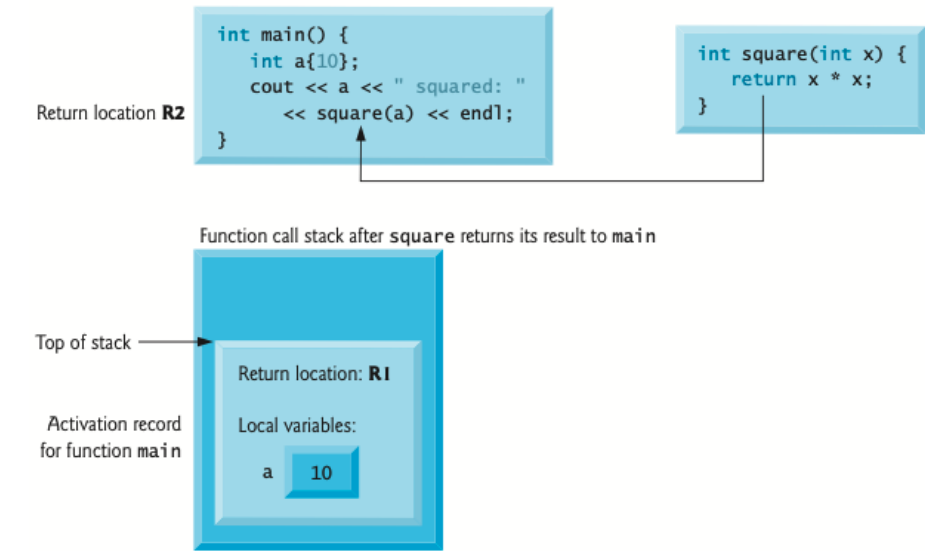 int main() {
int a{10};
cout << a << " squared: "
<< square(a) << endl;
}
Return location R2
int square(int x) {
return x * x;
}
Function call stack after square returns its result to main
Top of stack
Return location: R1
Activation record
for function main
Local variables:
a 10